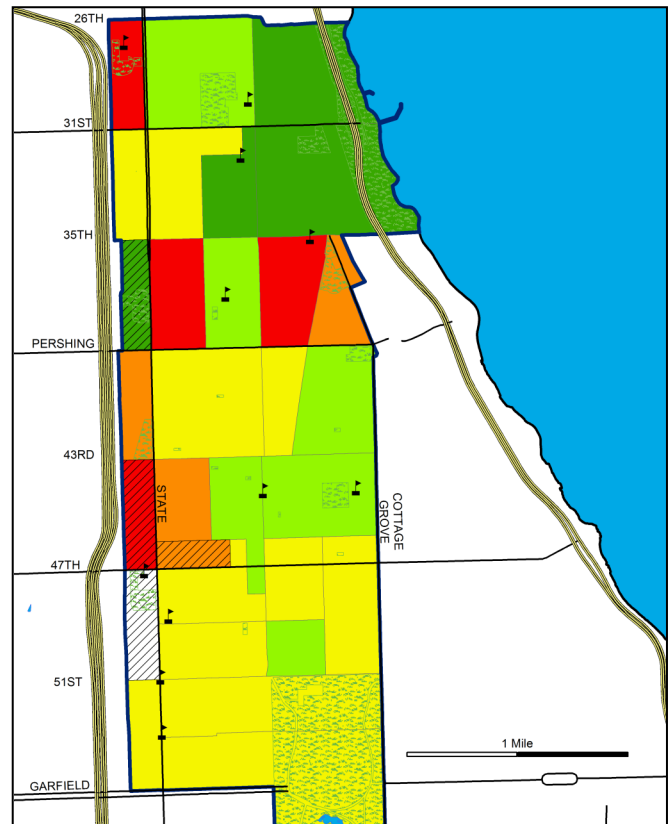 26TH
31ST
35TH
PERSHING
43RD
STATE
COTTAGE
GROVE
47TH
51ST
1 Mile
GARFIELD